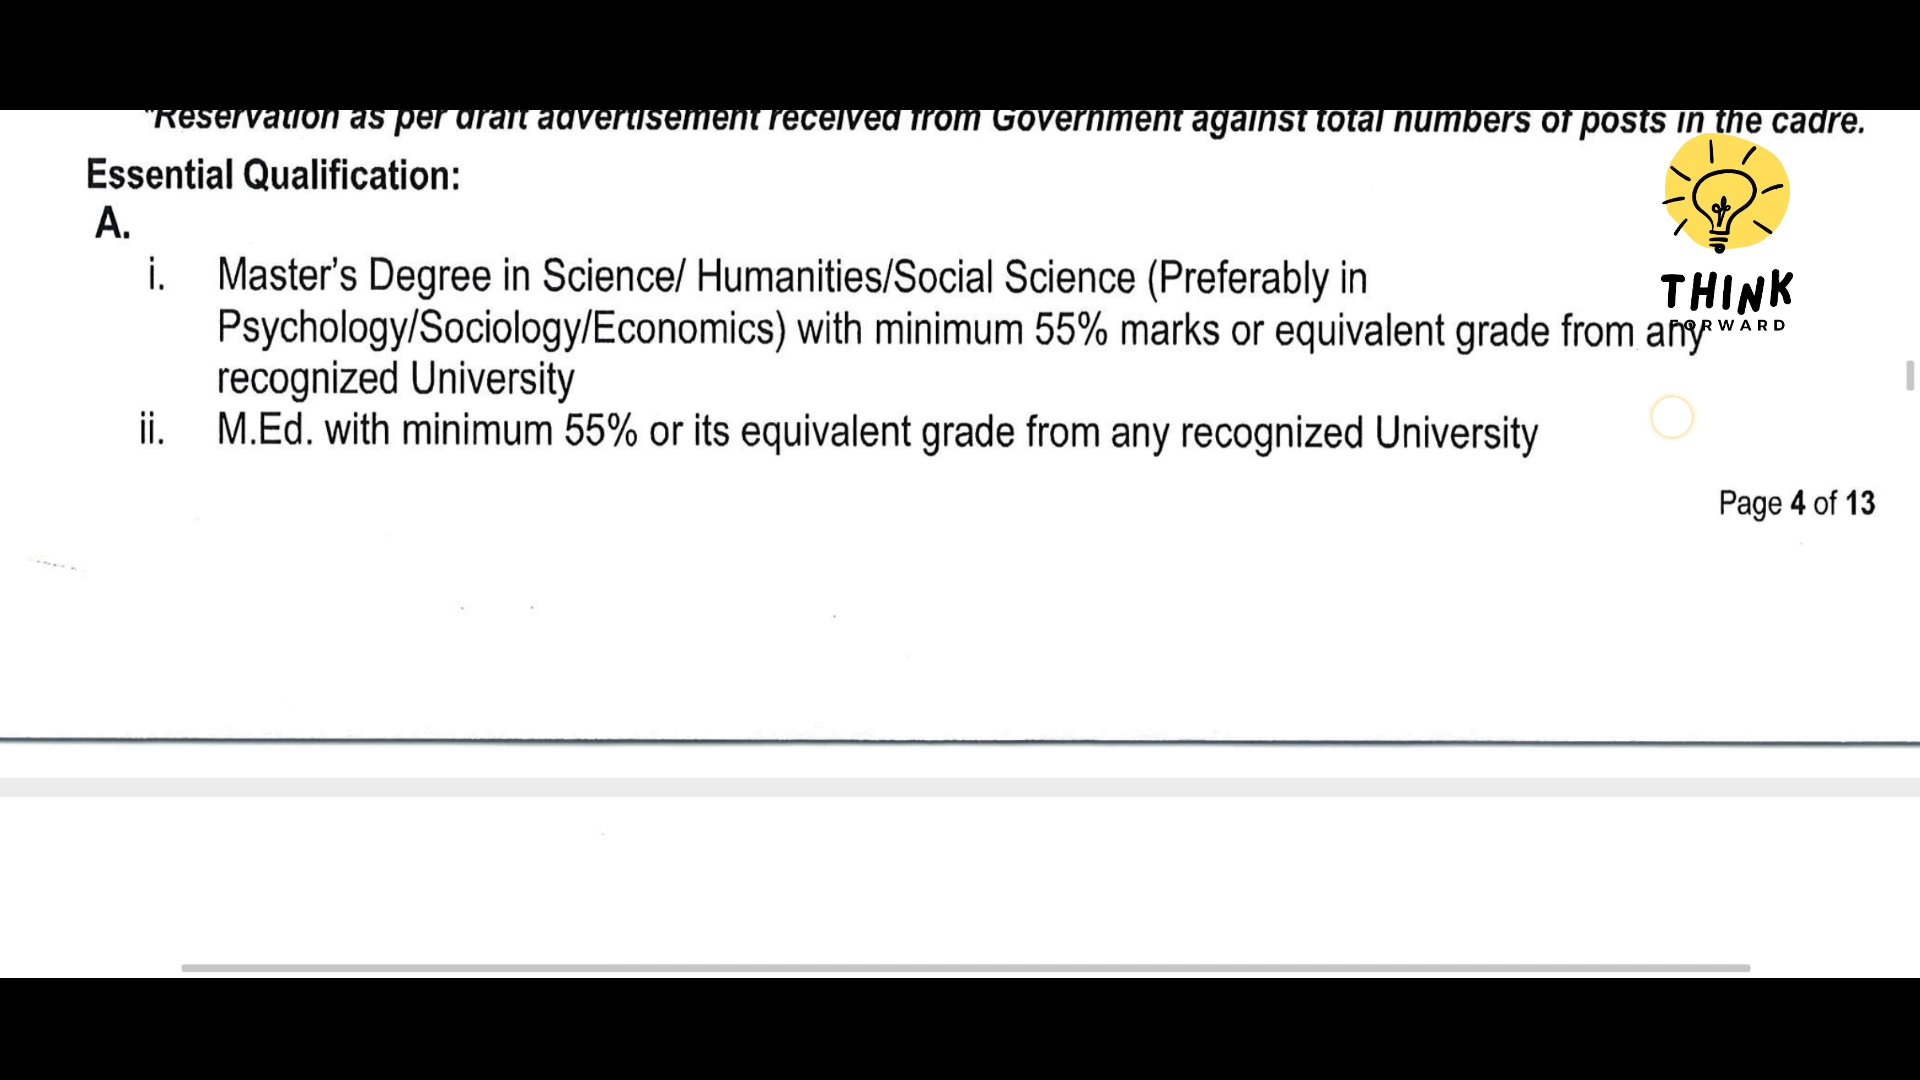 *Reservation as per draft advertisement received from Government against total numbers of posts in the cadre.
Essential Qualification:
A.
i. Master's Degree in Science/ Humanities/Social Science (Preferably in
Psychology/Sociology/Economics) with minimum 55% marks or equivalent grade from any
recognized University
ii. M.Ed. with minimum 55% or its equivalent grade from any recognized University
THINK
FORWARD
Page 4 of 13